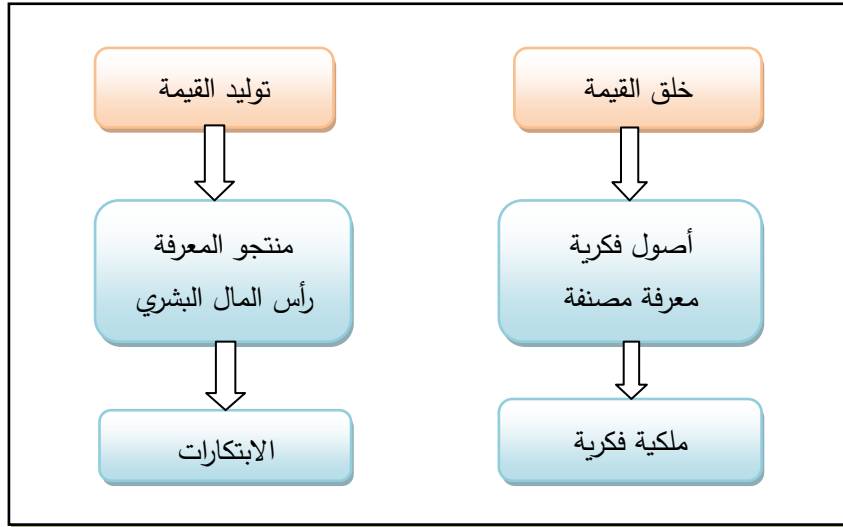 خلق القيمة
أصول فكرية
معرفة مصنفة
ملكية فكرية
توليد القيمة
منتجو المعرفة
رأس المال البشري
الابتكارات